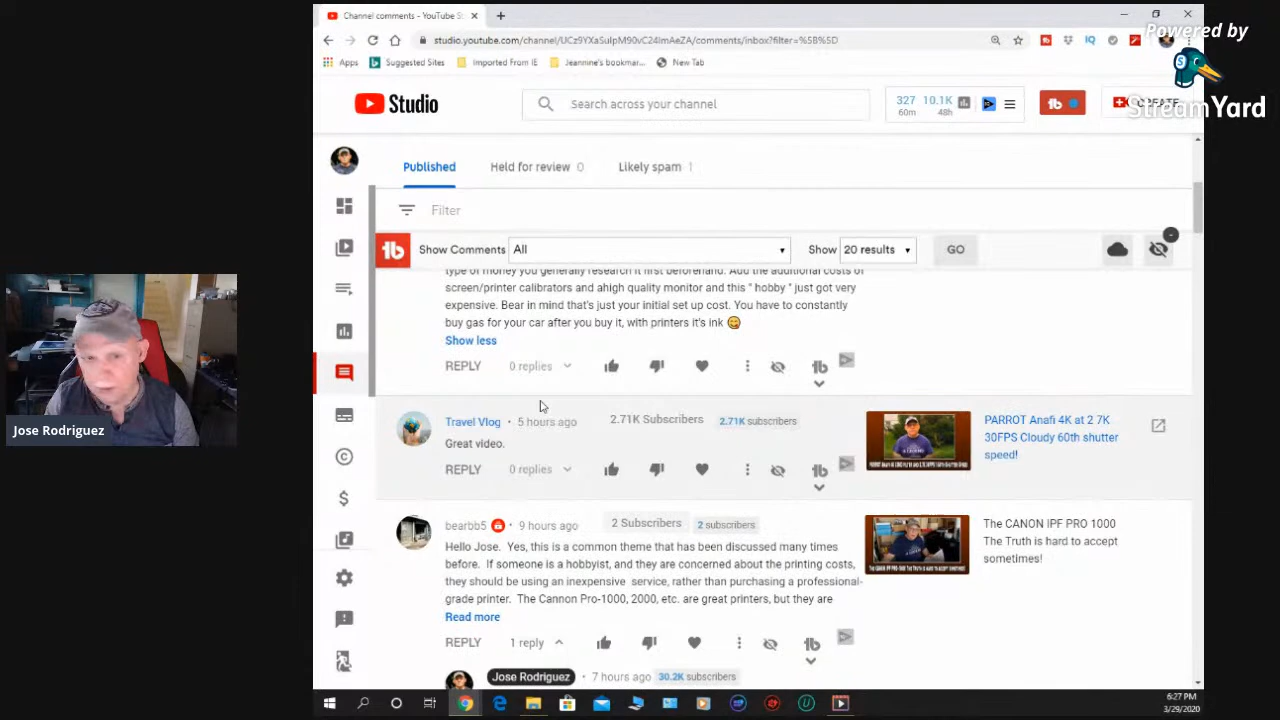 Channel comments - YouTube St
studio.youtube.com/channel/UCz9YXaSuIpM90vC24ImAeZA/comments/inbox?filter=%5B%5D
Powered by
StreamYard
Apps
Suggested Sites
Imported From IE
Jeannine's bookmar...
New Tab
Studio
Search across your channel
327
60m
10.1K
48h
CREATE
Published
Held for review 0
Likely spam 1
Filter
Show Comments
All
Show
20 results
GO
type of money you generally research it first beforehand. Add the additional costs of
screen/printer calibrators and ahigh quality monitor and this " hobby " just got very
expensive. Bear in mind that's just your initial set up cost. You have to constantly
buy gas for your car after you buy it, with printers it's ink 😋
Show less
REPLY
0 replies
Travel Vlog • 5 hours ago
2.71K Subscribers
2.71K subscribers
Great video.
REPLY
0 replies
PARROT Anafi 4K at 2 7K
30FPS Cloudy 60th shutter
speed!
bearbb5 • 9 hours ago
2 Subscribers
2 subscribers
Hello Jose. Yes, this is a common theme that has been discussed many times
before. If someone is a hobbyist, and they are concerned about the printing costs,
they should be using an inexpensive service, rather than purchasing a professional-
grade printer. The Cannon Pro-1000, 2000, etc. are great printers, but they are
Read more
REPLY
1 reply
The CANON IPF PRO 1000
The Truth is hard to accept
sometimes!
Jose Rodriguez
7 hours ago
30.2K subscribers
Jose Rodriguez
6:27 PM
3/29/2020